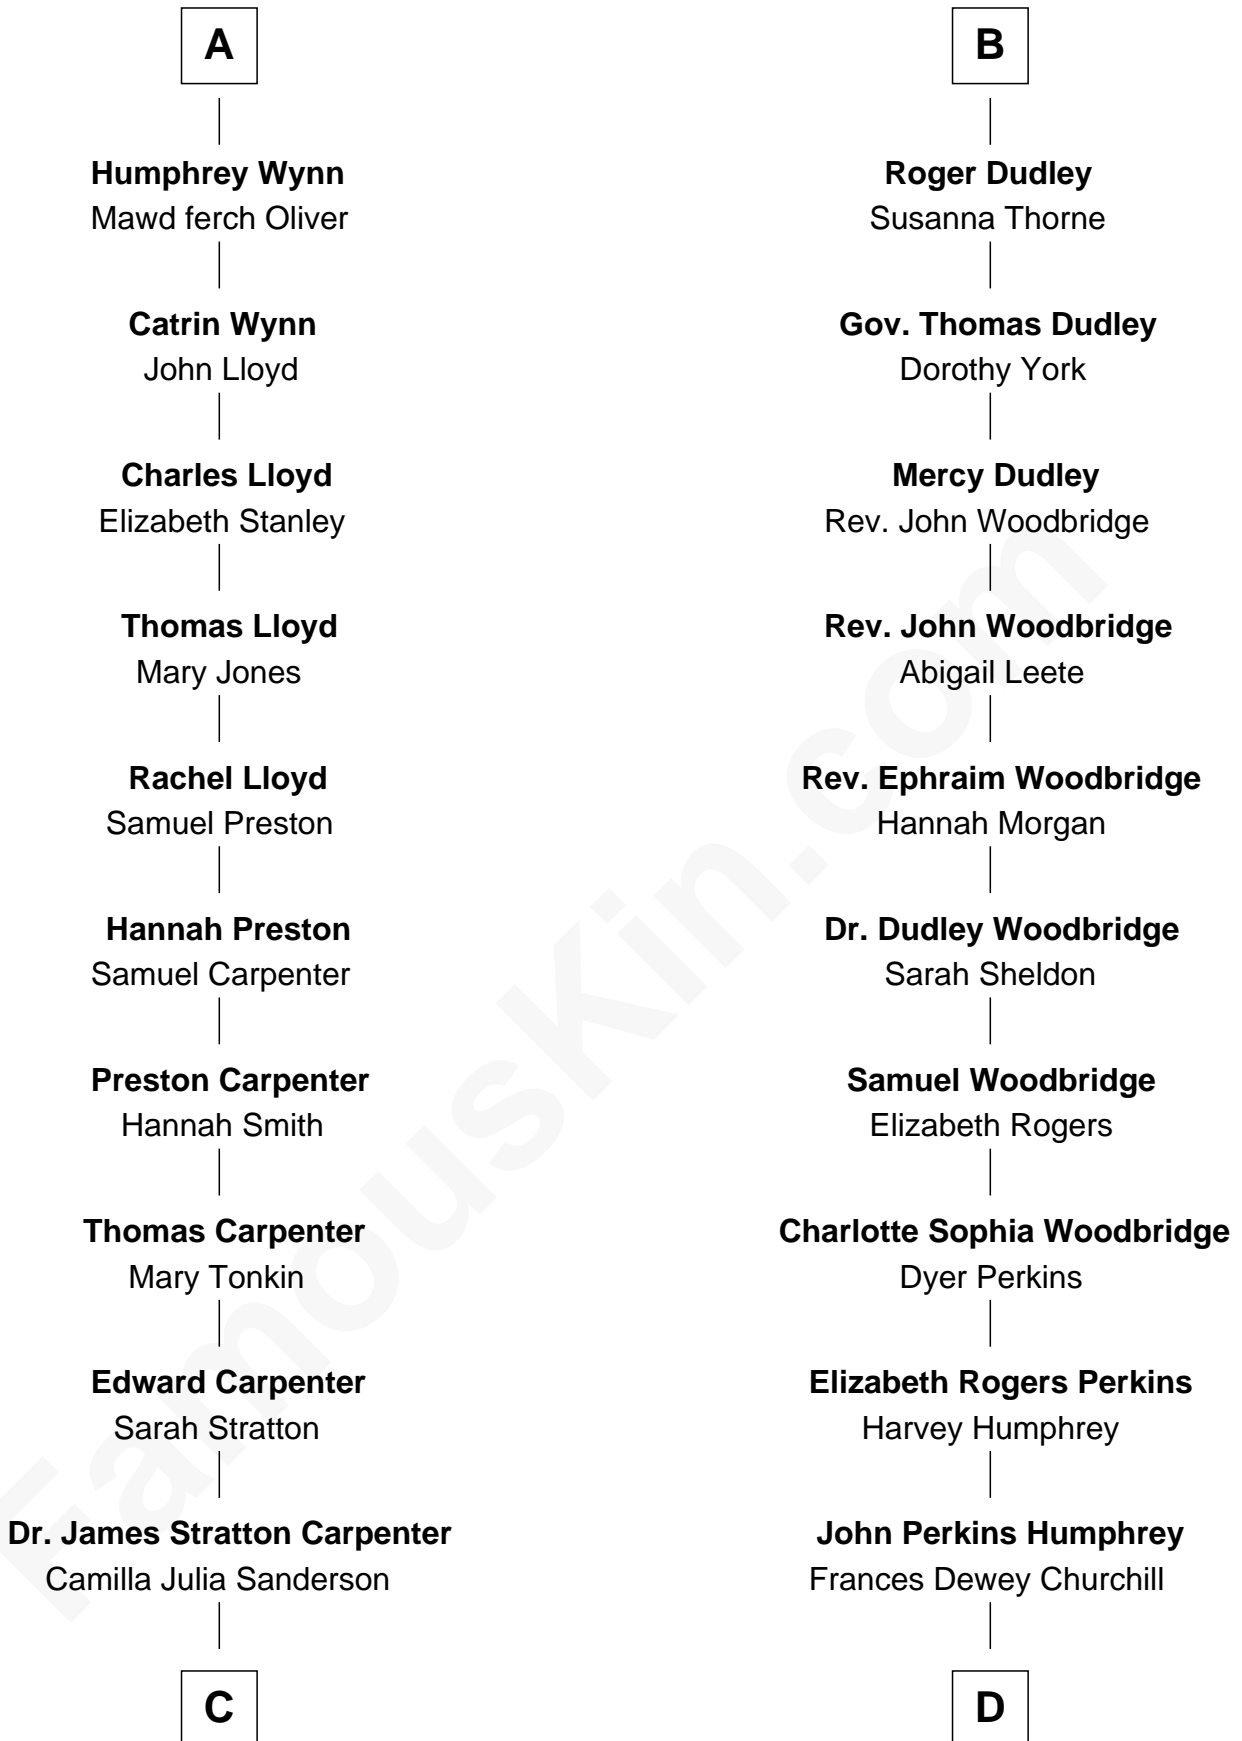 A
Humphrey Wynn
Mawd ferch Oliver
Catrin Wynn
John Lloyd
Charles Lloyd
Elizabeth Stanley
Thomas Lloyd
Mary Jones
Rachel Lloyd
Samuel Preston
Hannah Preston
Samuel Carpenter
Preston Carpenter
Hannah Smith
Thomas Carpenter
Mary Tonkin
Edward Carpenter
Sarah Stratton
Dr. James Stratton Carpenter
Camilla Julia Sanderson
C
B
Roger Dudley
Susanna Thorne
Gov. Thomas Dudley
Dorothy York
Mercy Dudley
Rev. John Woodbridge
Rev. John Woodbridge
Abigail Leete
Rev. Ephraim Woodbridge
Hannah Morgan
Dr. Dudley Woodbridge
Sarah Sheldon
Samuel Woodbridge
Elizabeth Rogers
Charlotte Sophia Woodbridge
Dyer Perkins
Elizabeth Rogers Perkins
Harvey Humphrey
John Perkins Humphrey
Frances Dewey Churchill
D
FamousKin.com